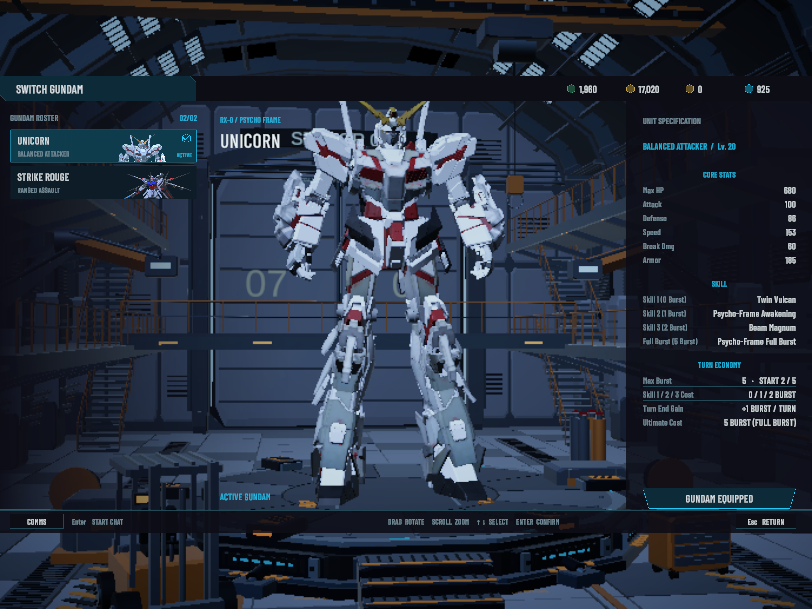 SWITCH GUNDAM
1,960
17,020
0
925
GUNDAM ROSTER 02/02
UNICORN
BALANCED ATTACKER
ACTIVE
STRIKE ROUGE
RANGED ASSAULT
RX-0 / PSYCHO FRAME
UNICORN
07
ACTIVE GUNDAM
UNIT SPECIFICATION
BALANCED ATTACKER / Lv. 20
CORE STATS
Max HP 680
Attack 100
Defense 86
Speed 153
Break Dmg 60
Armor 185
SKILL
Skill 1 (0 Burst) Twin Vulcan
Skill 2 (1 Burst) Psycho-Frame Awakening
Skill 3 (2 Burst) Beam Magnum
Full Burst (5 Burst) Psycho-Frame Full Burst
TURN ECONOMY
Max Burst 5 · START 2 / 5
Skill 1 / 2 / 3 Cost 0 / 1 / 2 BURST
Turn End Gain +1 BURST / TURN
Ultimate Cost 5 BURST (FULL BURST)
GUNDAM EQUIPPED
COMMS Enter START CHAT
DRAG ROTATE SCROLL ZOOM ↑ ↓ SELECT ENTER CONFIRM
Esc RETURN